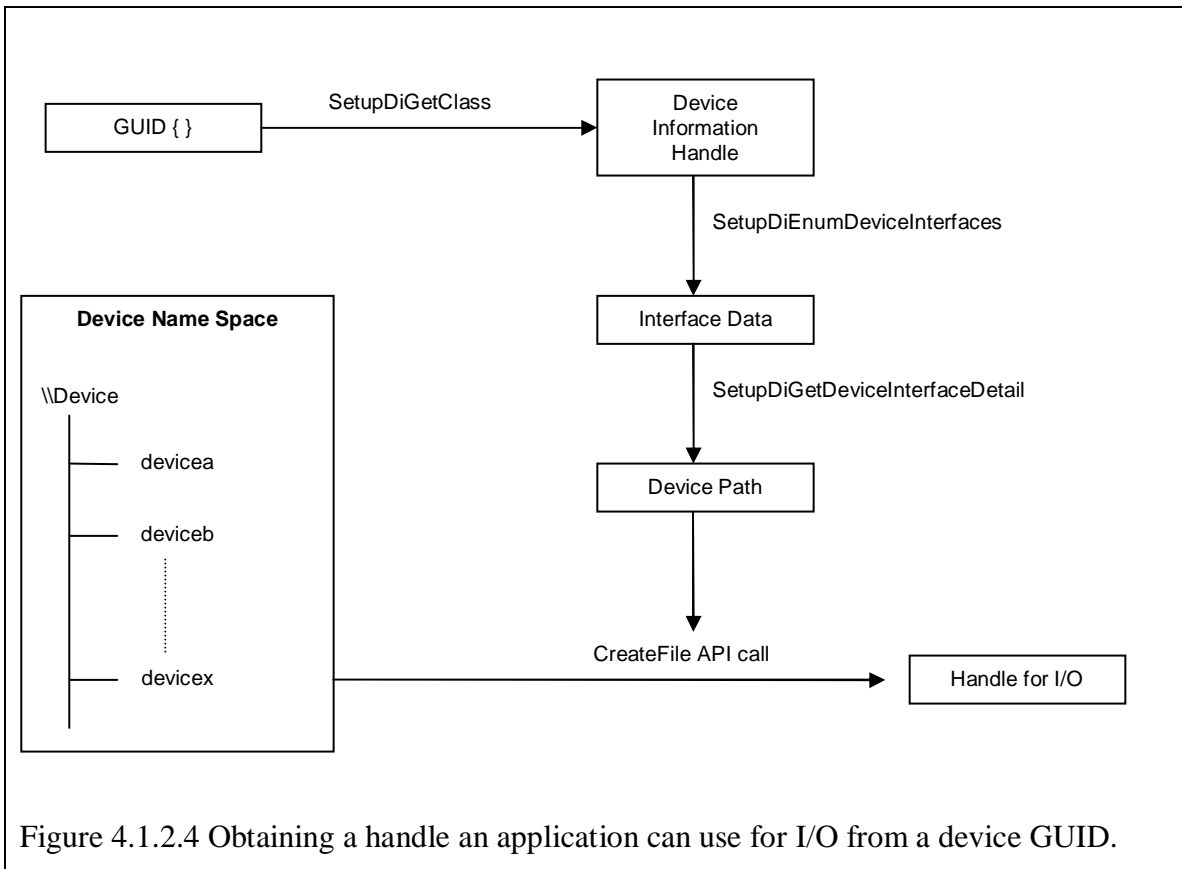 GUID { }
SetupDiGetClass
Device
Information
Handle
SetupDiEnumDeviceInterfaces
Device Name Space
Interface Data
\\Device
SetupDiGetDeviceInterfaceDetail
devicea
Device Path
deviceb
CreateFile API call
devicex
Handle for I/O
Figure 4.1.2.4 Obtaining a handle an application can use for I/O from a device GUID.